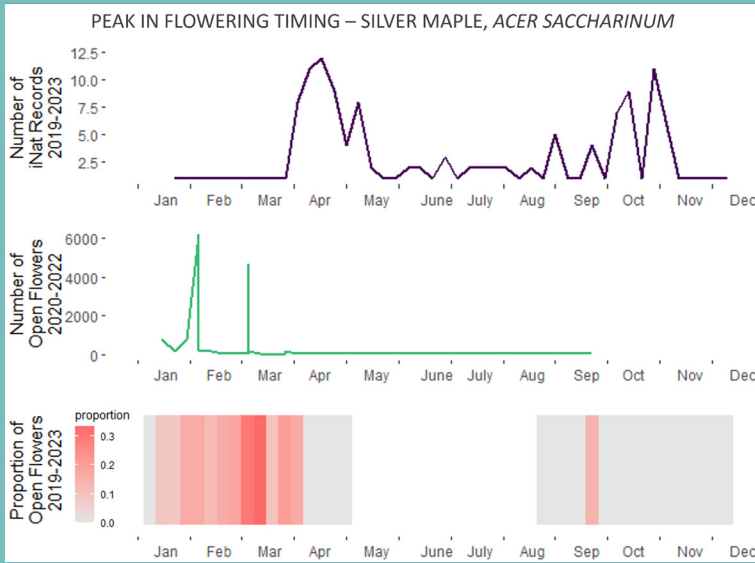 PEAK IN FLOWERING TIMING – SILVER MAPLE, ACER SACCHARINUM
Number of
iNat Records
2019-2023
12.5
10.0
7.5
5.0
2.5
Jan Feb Mar Apr May June July Aug Sep Oct Nov Dec
Number of
Open Flowers
2020-2022
6000
4000
2000
0
Jan Feb Mar Apr May June July Aug Sep Oct Nov Dec
Proportion of
Open Flowers
2019-2023
proportion
0.3
0.2
0.1
0.0
Jan Feb Mar Apr May June July Aug Sep Oct Nov Dec